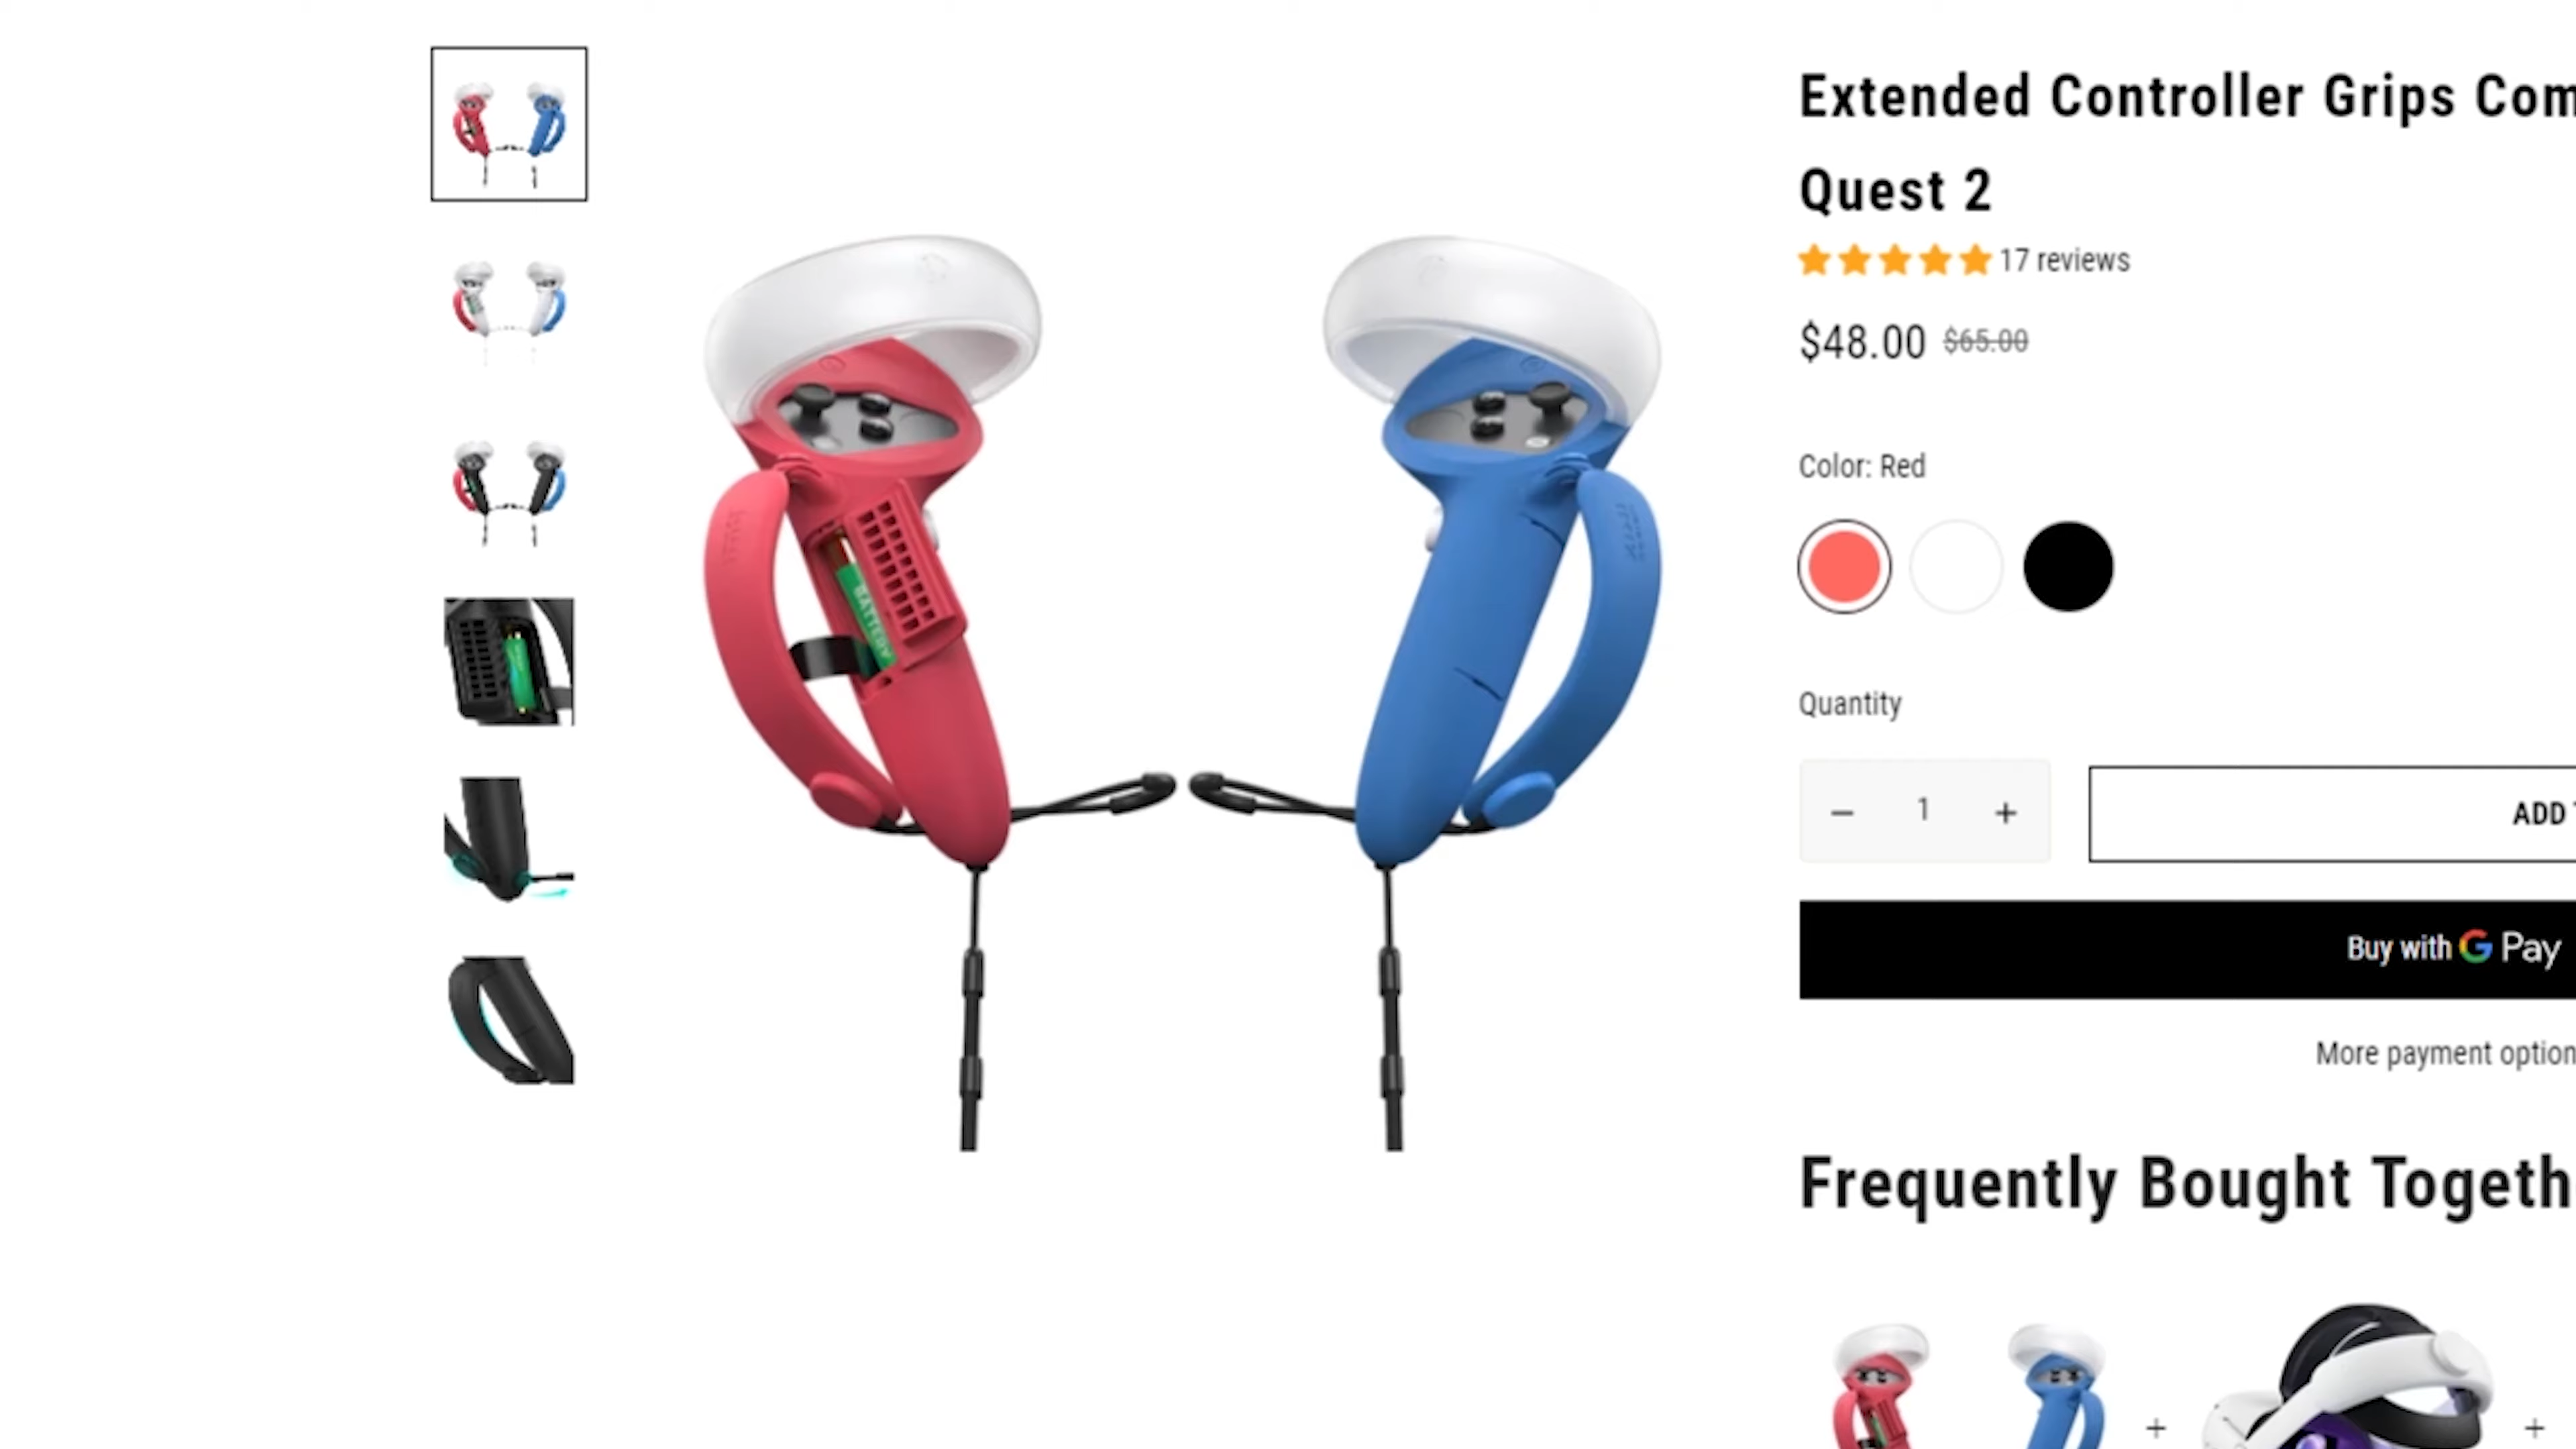 Extended Controller Grips Com
Quest 2
17 reviews
$48.00 $65.00
Color: Red
Quantity
− 1 +
ADD
Buy with G Pay
More payment option
Frequently Bought Togeth
BATTERY
+ +